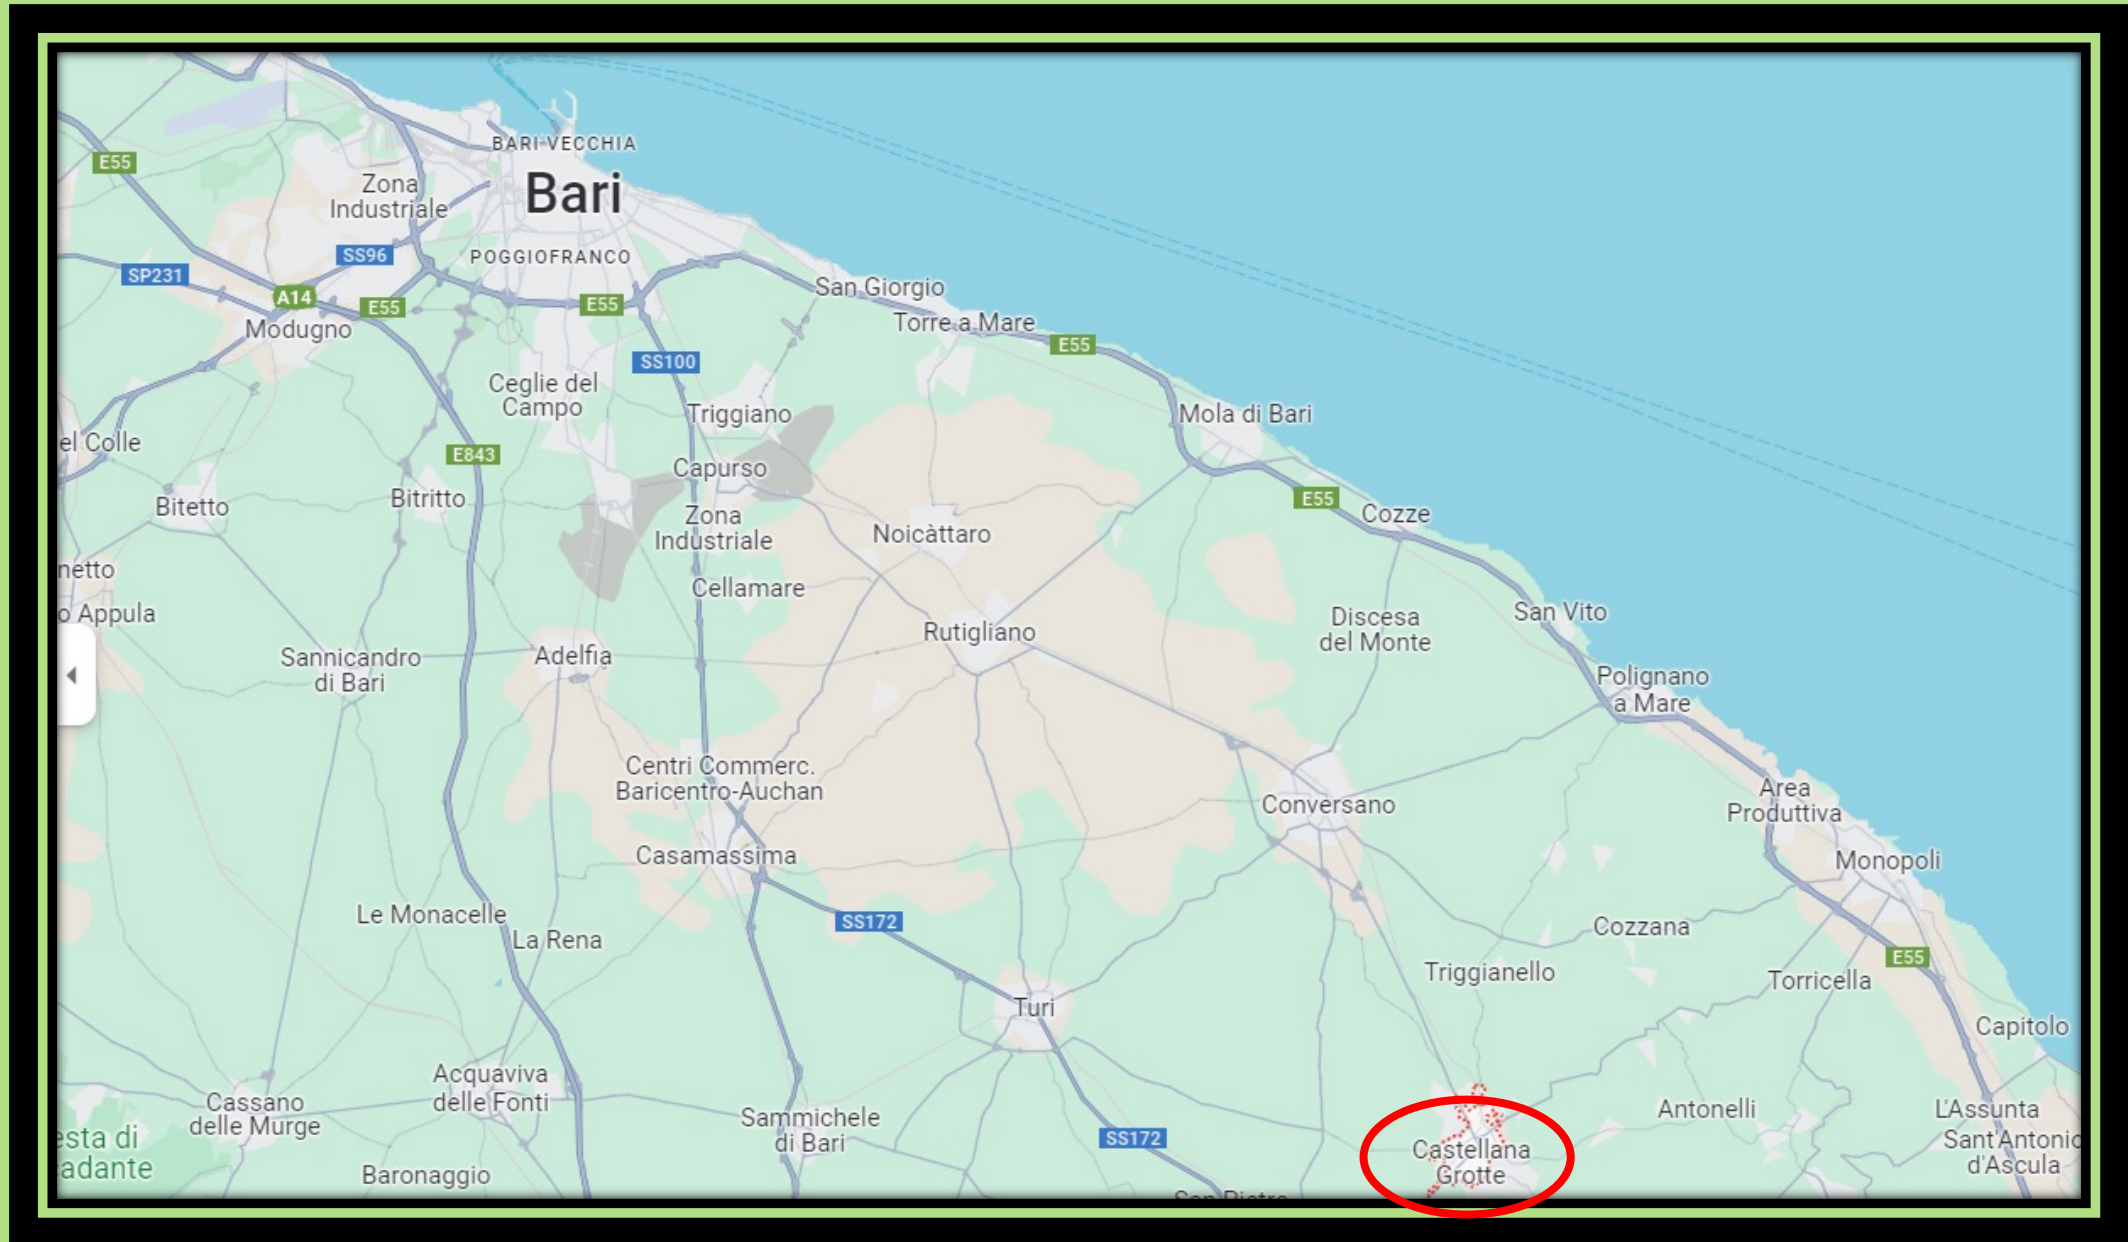 BARI VECCHIA
Bari
E55
Zona
Industriale
SS96
POGGIOFRANCO
SP231
A14
E55
E55
San Giorgio
Modugno
Torre a Mare
E55
SS100
Ceglie del
Campo
Triggiano
Mola di Bari
el Colle
E843
Capurso
Bitetto
Bitritto
E55
Cozze
Zona
Industriale
Noicàttaro
netto
Cellamare
o Appula
San Vito
Discesa
del Monte
Rutigliano
Sannicandro
di Bari
Adelfia
Polignano
a Mare
Centri Commerc.
Baricentro-Auchan
Conversano
Area
Produttiva
Casamassima
Monopoli
Le Monacelle
SS172
La Rena
Cozzana
E55
Triggianello
Torricella
Turi
Capitolo
Acquaviva
delle Fonti
Cassano
delle Murge
Sammichele
di Bari
Antonelli
L'Assunta
esta di
adante
SS172
Castellana
Grotte
Sant'Antonio
d'Ascula
Baronaggio
San Pietro